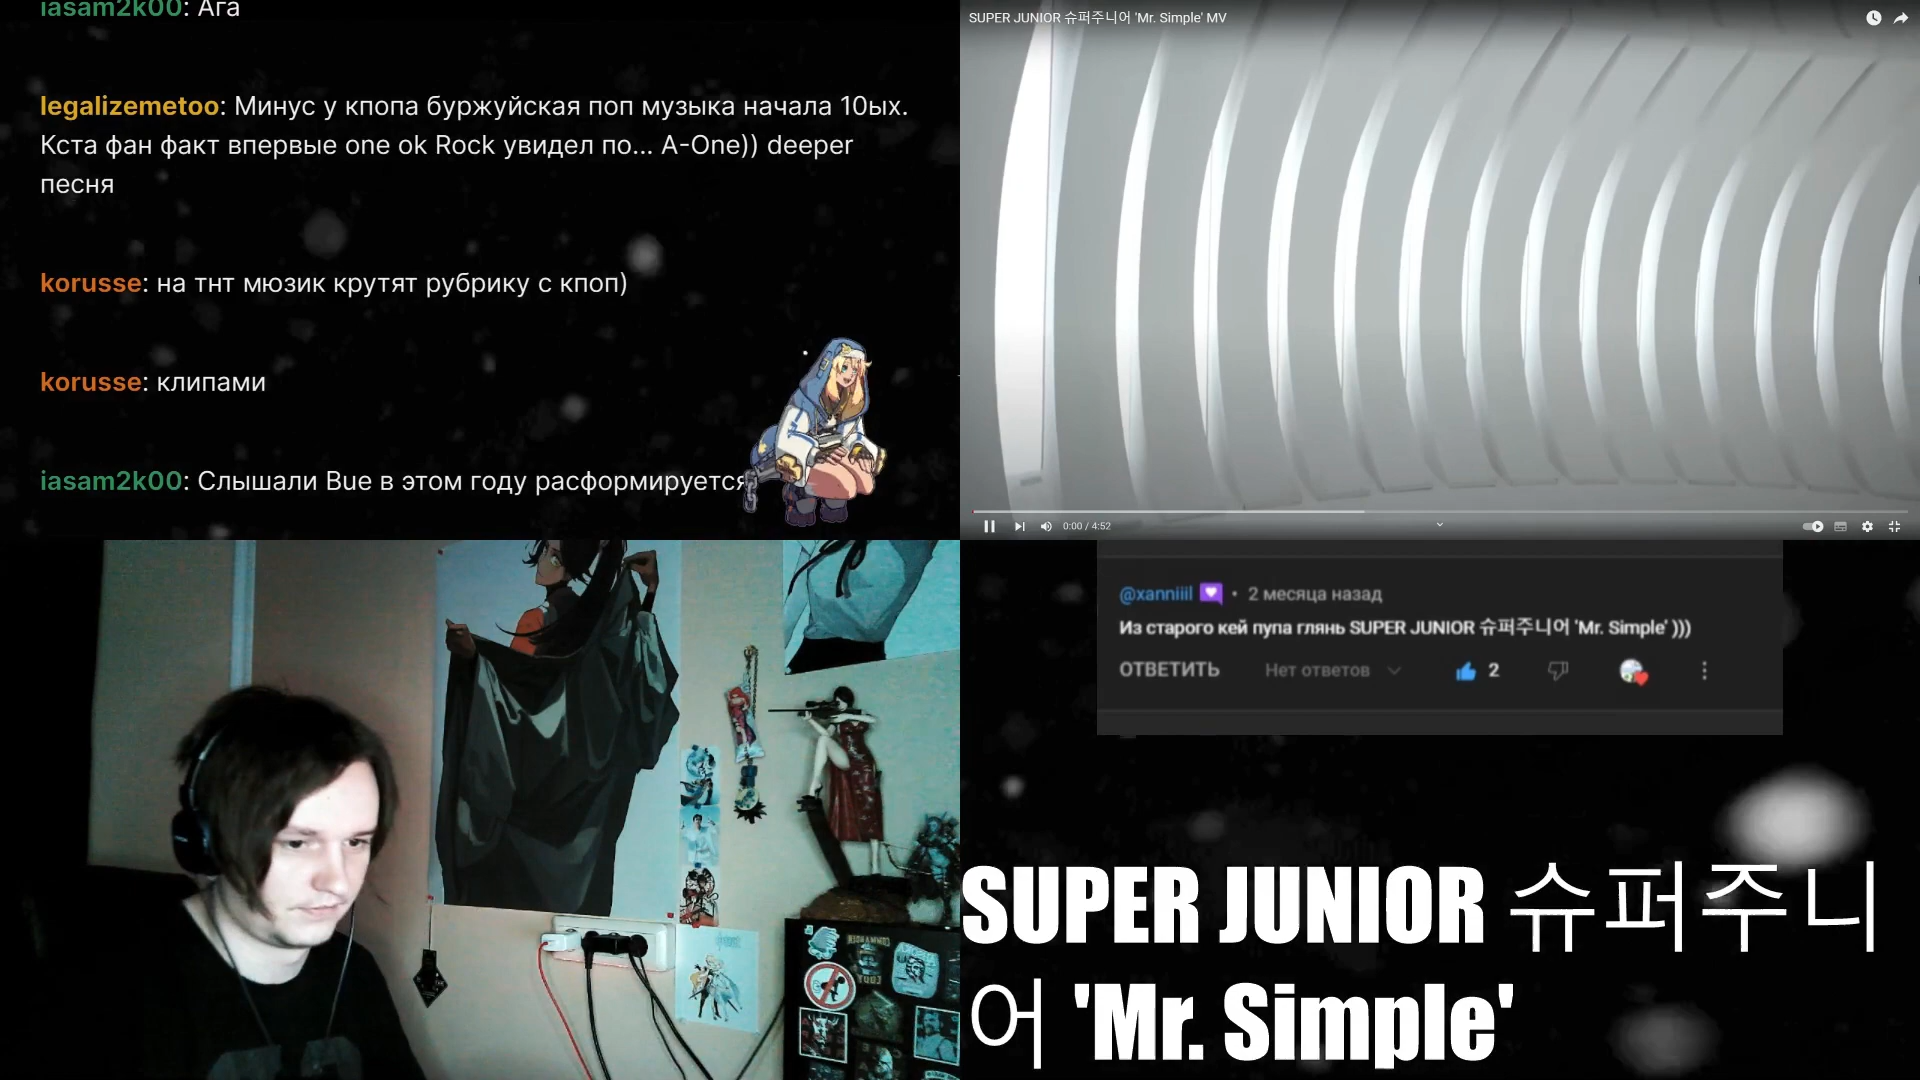 iasam2k00: Ага
legalizemetoo: Минус у кпопа буржуйская поп музыка начала 10ых.
Кста фан факт впервые one ok Rock увидел по... A-One)) deeper
песня
korusse: на тнт мюзик крутят рубрику с кпоп)
korusse: клипами
iasam2k00: Слышали Bue в этом году расформируется
SUPER JUNIOR 슈퍼주니어 'Mr. Simple' MV
0:00 / 4:52
@xanniiil • 2 месяца назад
Из старого кей пупа глянь SUPER JUNIOR 슈퍼주니어 'Mr. Simple' )))
ОТВЕТИТЬ Нет ответов 2
SUPER JUNIOR 슈퍼주니
어 'Mr. Simple'